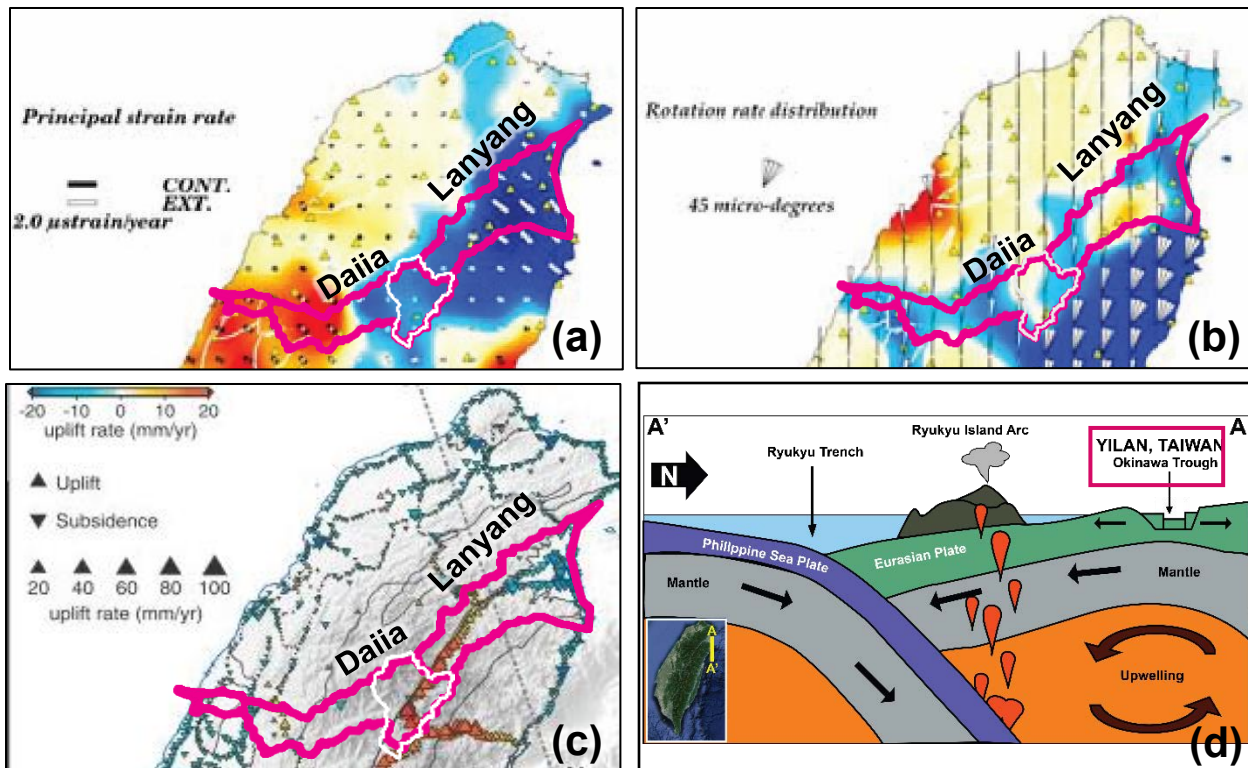 Principal strain rate
CONT.
EXT.
2.0 µstrain/year
Lanyang
Daiia
(a)
Rotation rate distribution
45 micro-degrees
Lanyang
Daiia
(b)
-20 -10 0 10 20
uplift rate (mm/yr)
Uplift
Subsidence
20 40 60 80 100
uplift rate (mm/yr)
Lanyang
Daiia
(c)
A' A
N
Ryukyu Trench
Ryukyu Island Arc
YILAN, TAIWAN
Okinawa Trough
Philippine Sea Plate
Eurasian Plate
Mantle
Mantle
Upwelling
A
A'
(d)